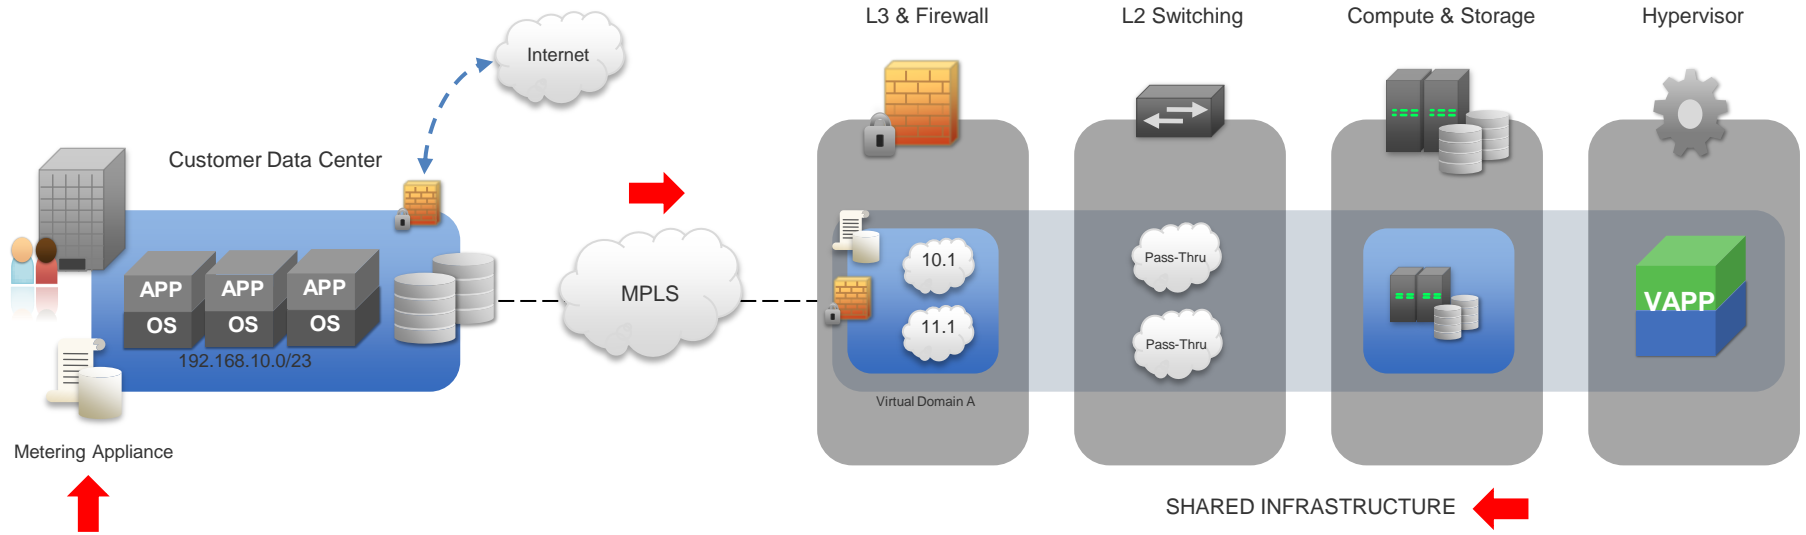 L3 & Firewall
L2 Switching
Compute & Storage
Hypervisor
Internet
Customer Data Center
APP
APP
APP
OS
OS
OS
192.168.10.0/23
MPLS
10.1
11.1
Pass-Thru
Pass-Thru
VAPP
Virtual Domain A
Metering Appliance
SHARED INFRASTRUCTURE